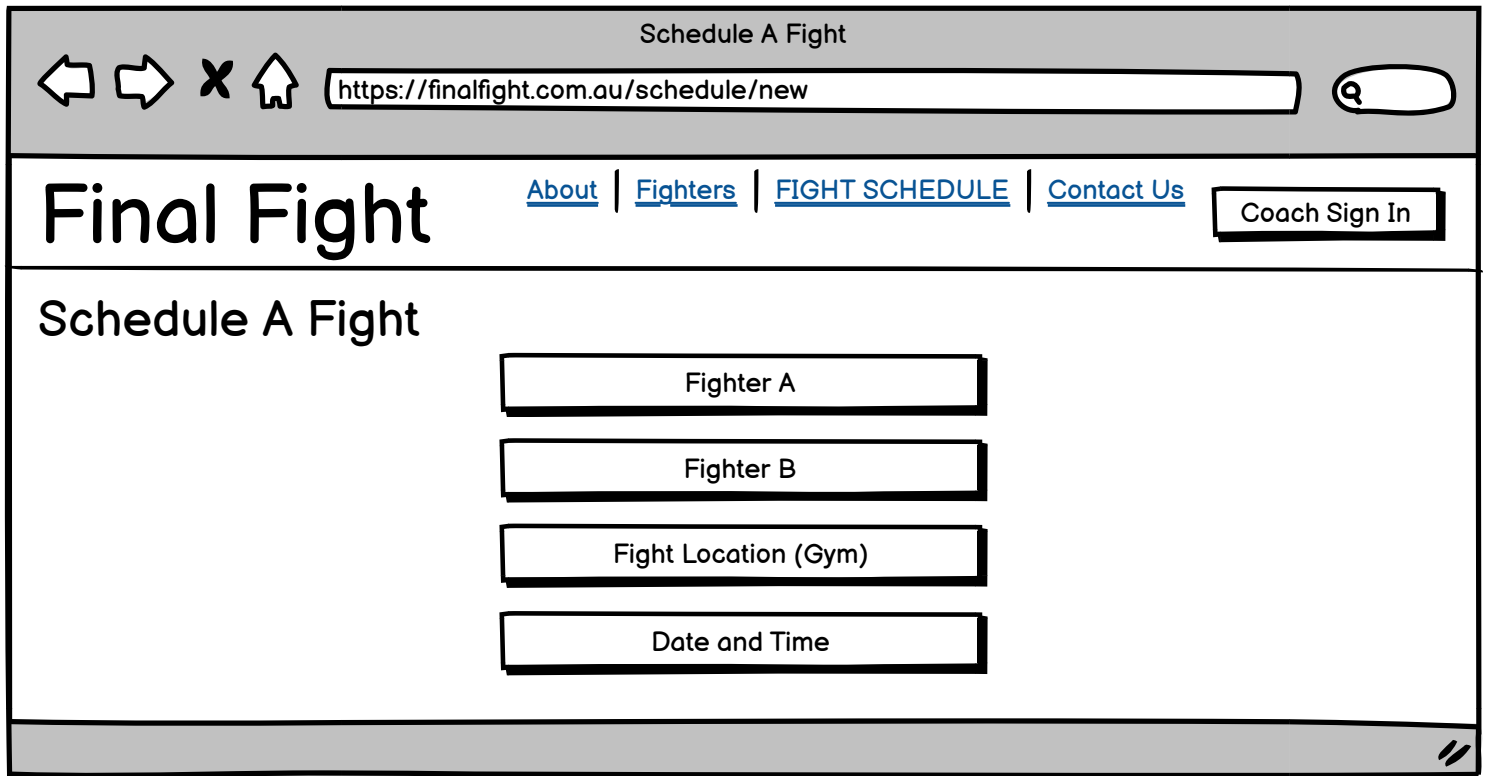 Schedule A Fight
https://finalfight.com.au/schedule/new
Final Fight
About | Fighters | FIGHT SCHEDULE | Contact Us
Coach Sign In
Schedule A Fight
Fighter A
Fighter B
Fight Location (Gym)
Date and Time